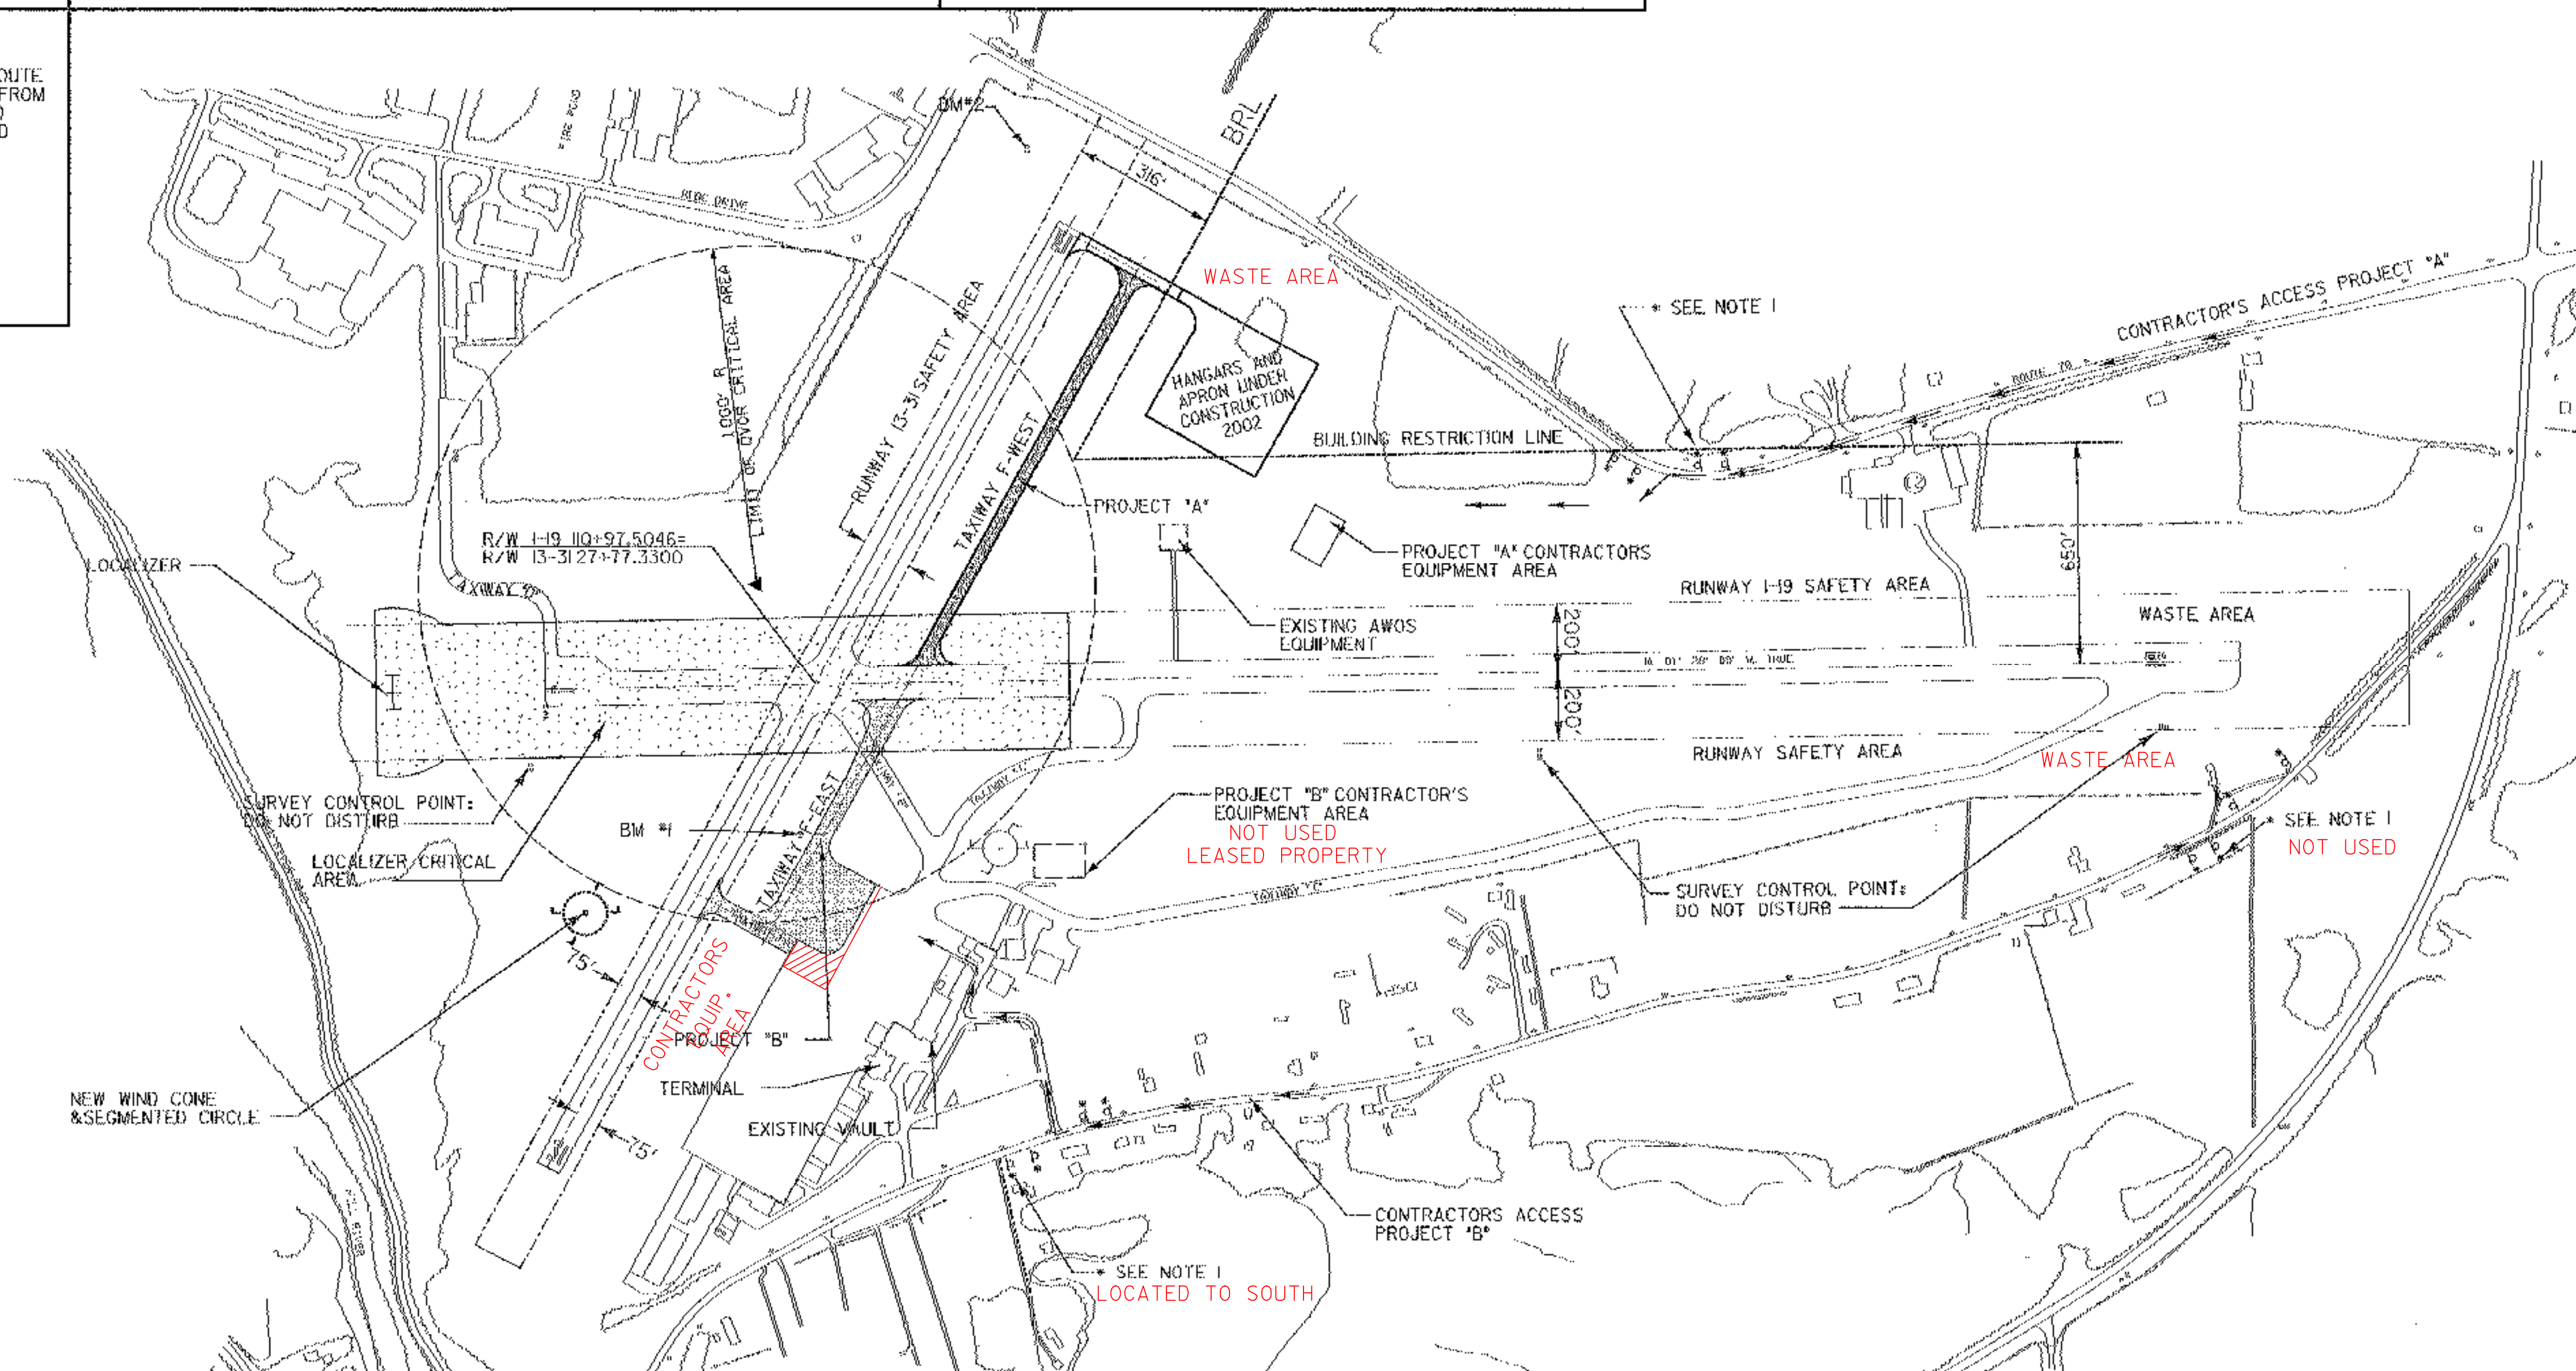 OUTE
FROM
D
D
BM#2
316'
BRL
WASTE AREA
1000' R
LIMIT OF DVOR CRITICAL AREA
RUNWAY 13-31 SAFETY AREA
TAXIWAY F-WEST
HANGARS AND
APRON UNDER
CONSTRUCTION
2002
* SEE NOTE 1
CONTRACTOR'S ACCESS PROJECT "A"
BUILDING RESTRICTION LINE
PROJECT "A"
R/W 1-19 110+97.5046=
R/W 13-31 27+77.3300
LOCALIZER
PROJECT "A" CONTRACTORS
EQUIPMENT AREA
650'
RUNWAY 1-19 SAFETY AREA
WASTE AREA
EXISTING AWOS
EQUIPMENT
200'
200'
RUNWAY SAFETY AREA
WASTE AREA
SURVEY CONTROL POINT:
DO NOT DISTURB
BM #1
TAXIWAY F-EAST
PROJECT "B" CONTRACTOR'S
EQUIPMENT AREA
NOT USED
LEASED PROPERTY
* SEE NOTE 1
NOT USED
LOCALIZER CRITICAL
AREA
SURVEY CONTROL POINT:
DO NOT DISTURB
75'
CONTRACTORS
EQUIP.
AREA
PROJECT "B"
TERMINAL
NEW WIND CONE
&SEGMENTED CIRCLE
EXISTING VAULT
75'
CONTRACTORS ACCESS
PROJECT "B"
* SEE NOTE 1
LOCATED TO SOUTH